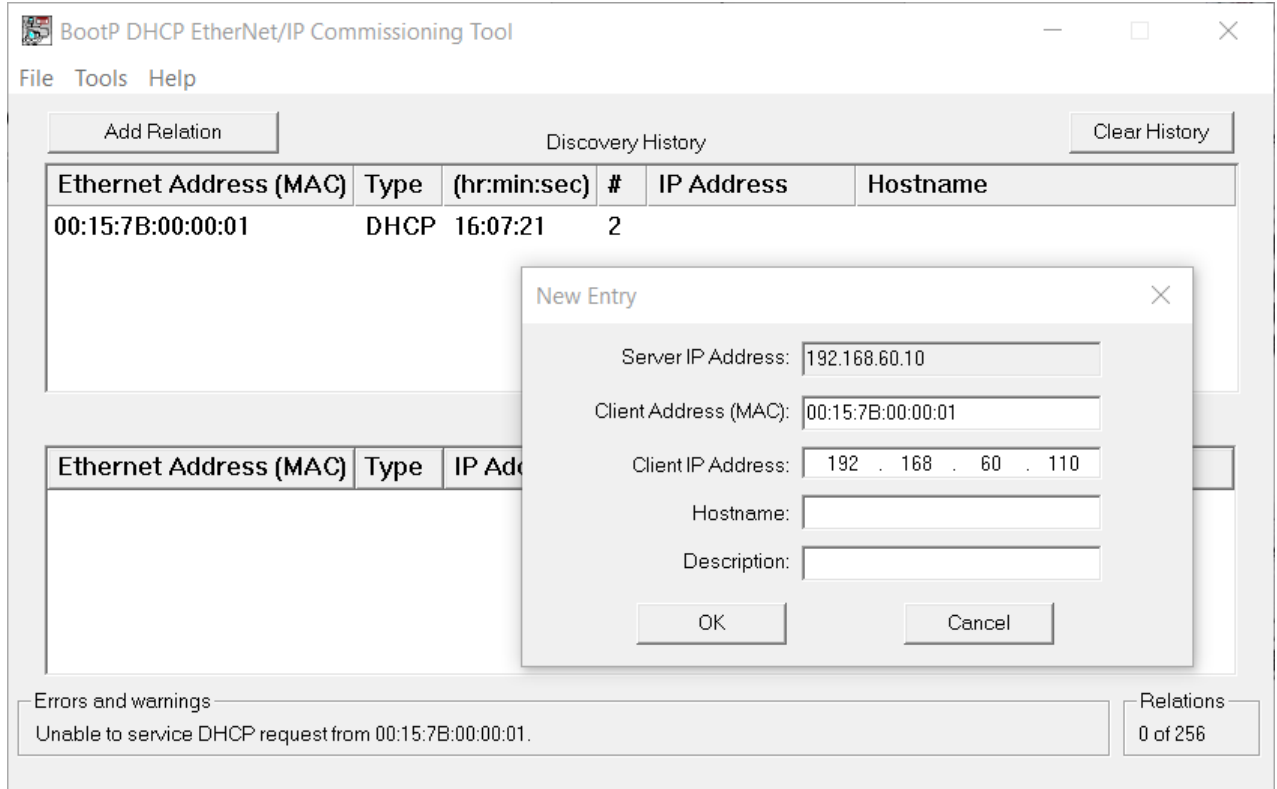 BootP DHCP EtherNet/IP Commissioning Tool
File Tools Help
Add Relation
Discovery History
Clear History
Ethernet Address (MAC) Type (hr:min:sec) # IP Address Hostname
00:15:7B:00:00:01 DHCP 16:07:21 2
New Entry
Server IP Address: 192.168.60.10
Client Address (MAC): 00:15:7B:00:00:01
Client IP Address: 192 . 168 . 60 . 110
Hostname:
Description:
OK Cancel
Ethernet Address (MAC) Type IP Add
Errors and warnings
Unable to service DHCP request from 00:15:7B:00:00:01.
Relations
0 of 256